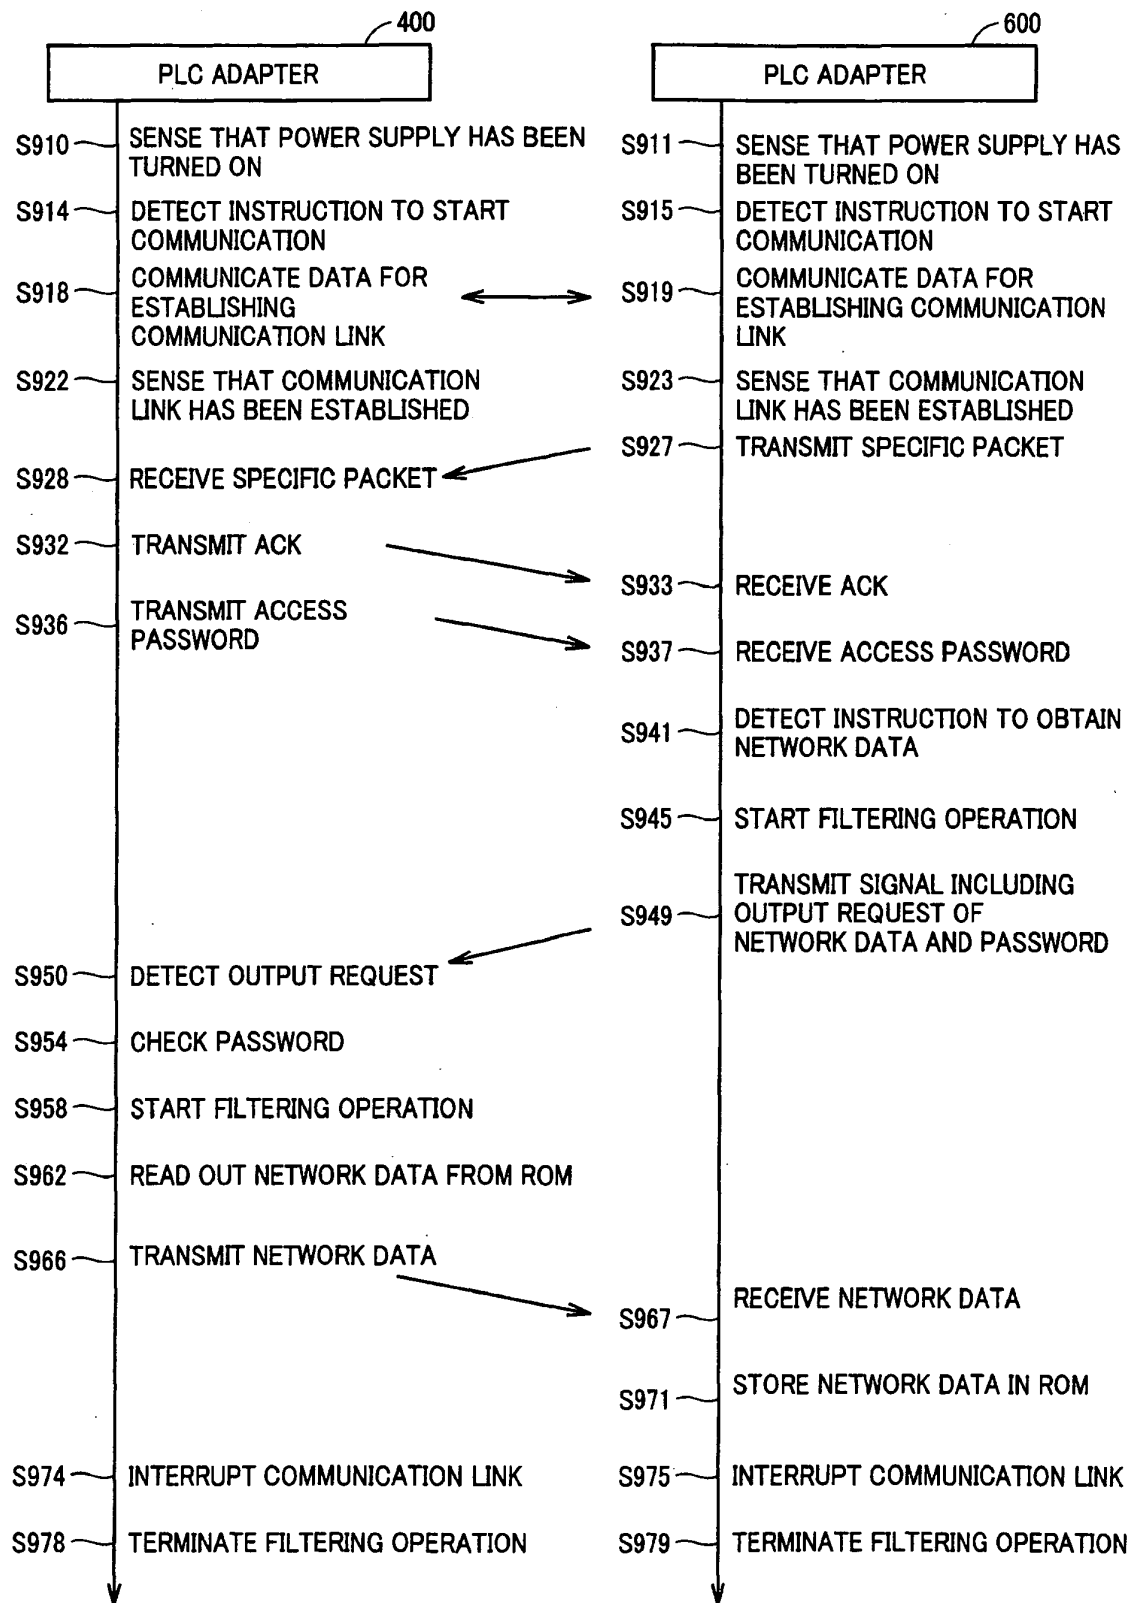 400
PLC ADAPTER
600
PLC ADAPTER
S910 SENSE THAT POWER SUPPLY HAS BEEN
TURNED ON
S911 SENSE THAT POWER SUPPLY HAS
BEEN TURNED ON
S914 DETECT INSTRUCTION TO START
COMMUNICATION
S915 DETECT INSTRUCTION TO START
COMMUNICATION
S918 COMMUNICATE DATA FOR
ESTABLISHING
COMMUNICATION LINK
S919 COMMUNICATE DATA FOR
ESTABLISHING COMMUNICATION
LINK
S922 SENSE THAT COMMUNICATION
LINK HAS BEEN ESTABLISHED
S923 SENSE THAT COMMUNICATION
LINK HAS BEEN ESTABLISHED
S927 TRANSMIT SPECIFIC PACKET
S928 RECEIVE SPECIFIC PACKET
S932 TRANSMIT ACK
S933 RECEIVE ACK
S936 TRANSMIT ACCESS
PASSWORD
S937 RECEIVE ACCESS PASSWORD
S941 DETECT INSTRUCTION TO OBTAIN
NETWORK DATA
S945 START FILTERING OPERATION
S949 TRANSMIT SIGNAL INCLUDING
OUTPUT REQUEST OF
NETWORK DATA AND PASSWORD
S950 DETECT OUTPUT REQUEST
S954 CHECK PASSWORD
S958 START FILTERING OPERATION
S962 READ OUT NETWORK DATA FROM ROM
S966 TRANSMIT NETWORK DATA
S967 RECEIVE NETWORK DATA
S971 STORE NETWORK DATA IN ROM
S974 INTERRUPT COMMUNICATION LINK
S975 INTERRUPT COMMUNICATION LINK
S978 TERMINATE FILTERING OPERATION
S979 TERMINATE FILTERING OPERATION